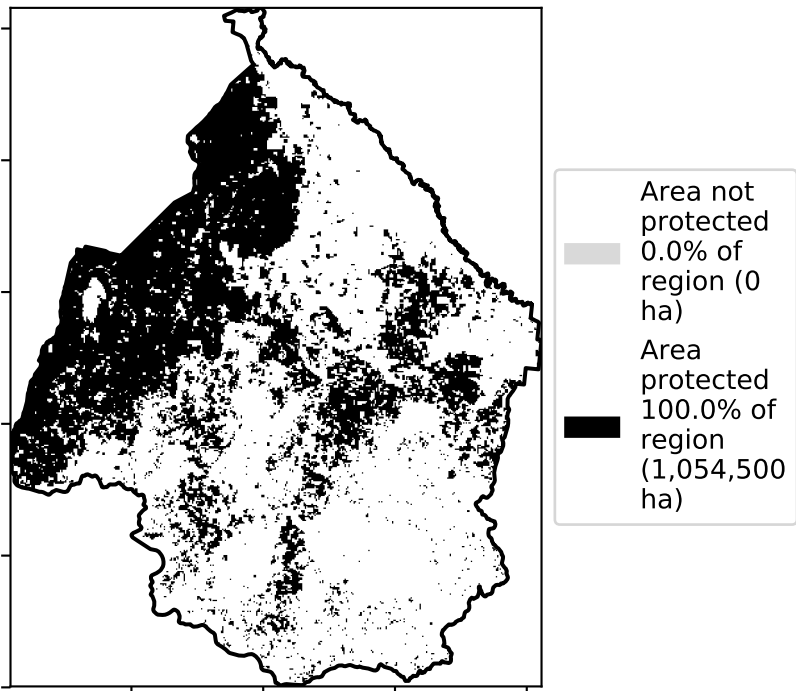 Area not
protected
0.0% of
region (0
ha)
Area
protected
100.0% of
region
(1,054,500
ha)